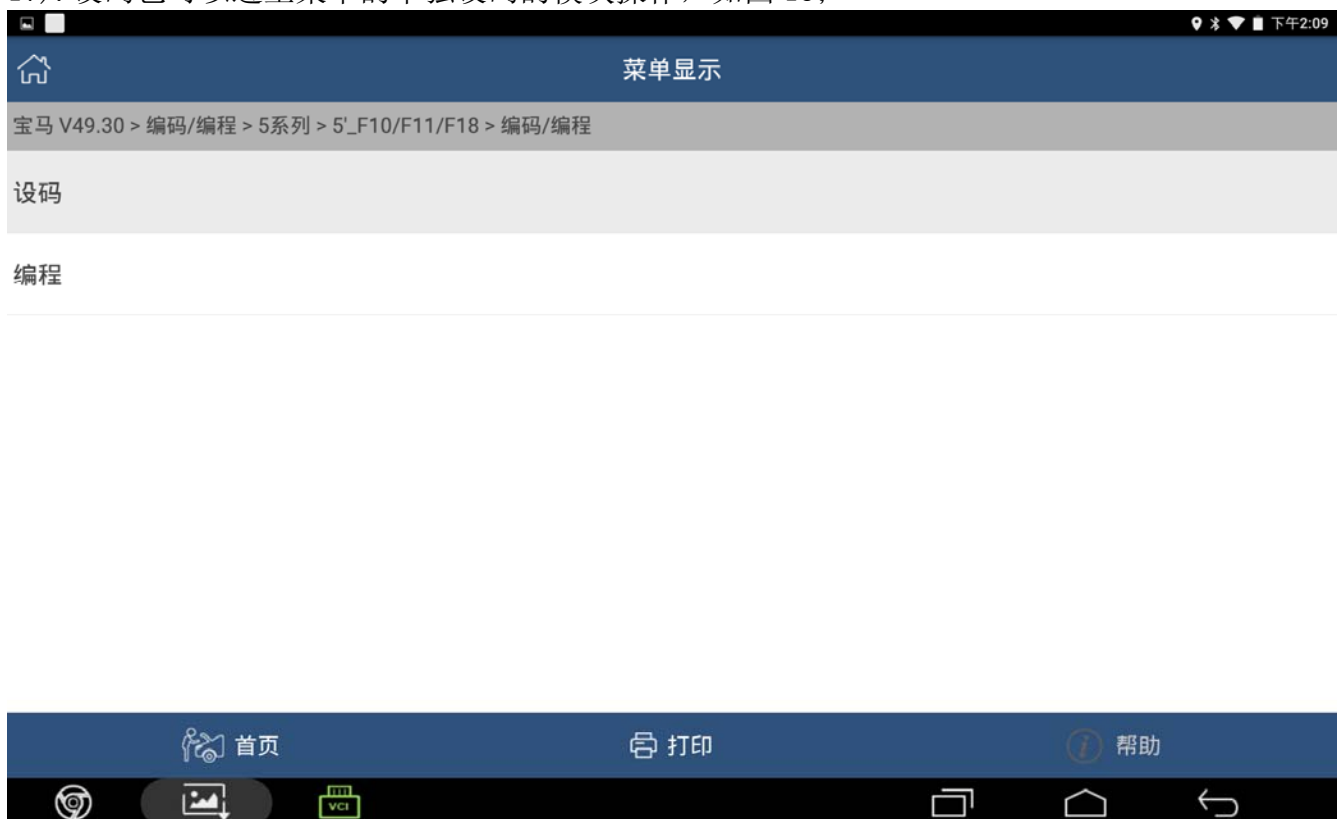 下午2:09
菜单显示
宝马 V49.30 > 编码/编程 > 5系列 > 5'_F10/F11/F18 > 编码/编程
设码
编程
首页
打印
帮助
VCI